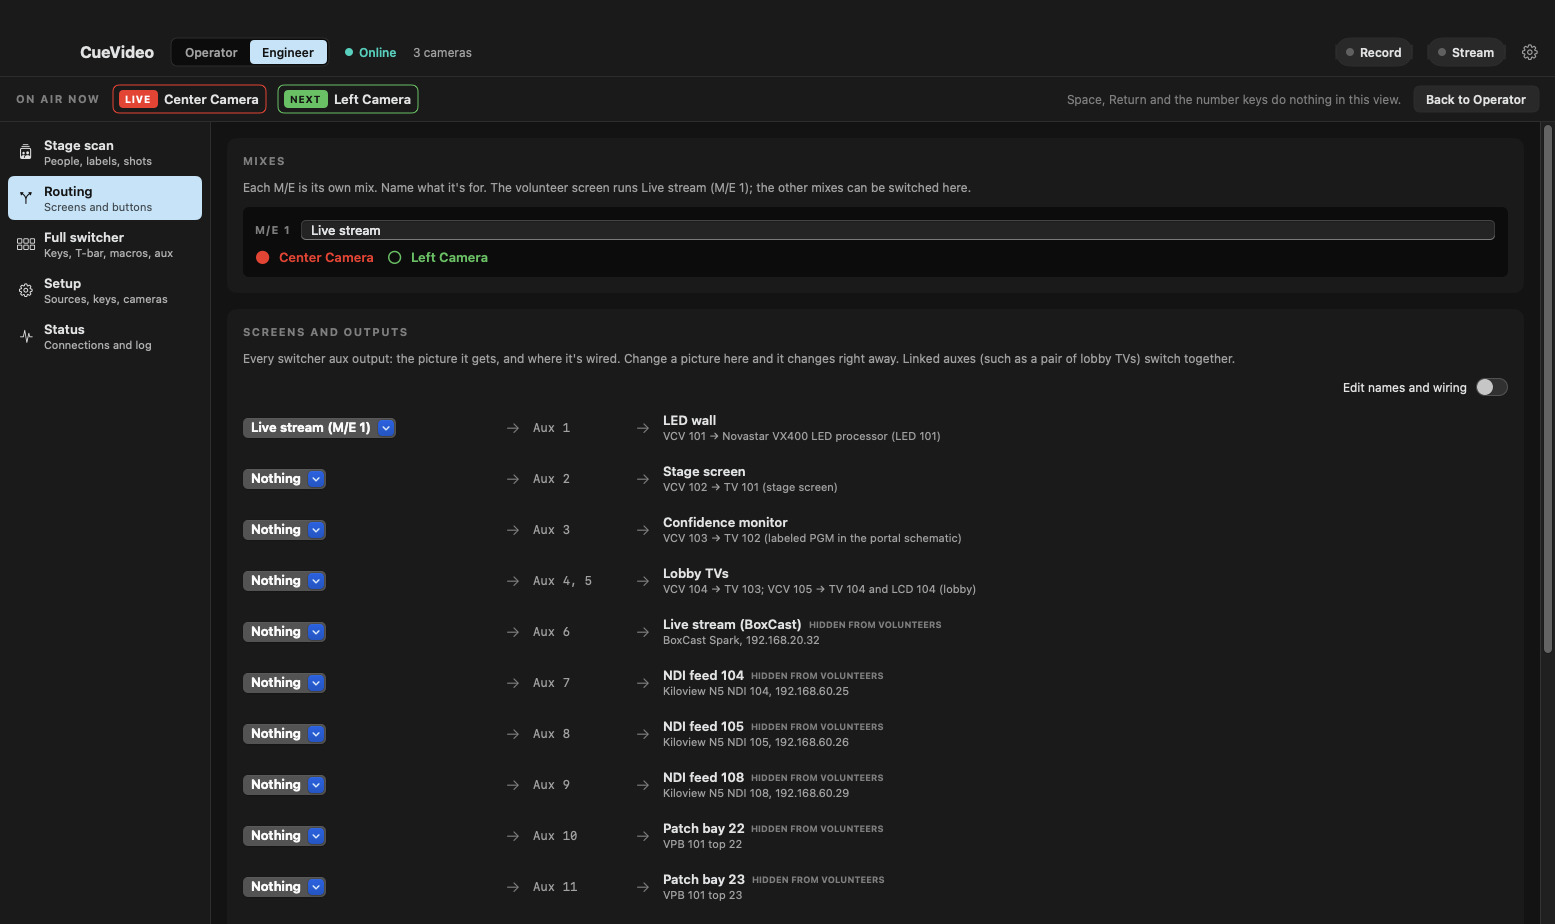 CueVideo Operator Engineer Online 3 cameras Record Stream
ON AIR NOW LIVE Center Camera NEXT Left Camera Space, Return and the number keys do nothing in this view. Back to Operator
Stage scan
People, labels, shots
Routing
Screens and buttons
Full switcher
Keys, T-bar, macros, aux
Setup
Sources, keys, cameras
Status
Connections and log
MIXES
Each M/E is its own mix. Name what it's for. The volunteer screen runs Live stream (M/E 1); the other mixes can be switched here.
M/E 1 Live stream
Center Camera Left Camera
SCREENS AND OUTPUTS
Every switcher aux output: the picture it gets, and where it's wired. Change a picture here and it changes right away. Linked auxes (such as a pair of lobby TVs) switch together.
Edit names and wiring
Live stream (M/E 1) → Aux 1 → LED wall
VCV 101 → Novastar VX400 LED processor (LED 101)
Nothing → Aux 2 → Stage screen
VCV 102 → TV 101 (stage screen)
Nothing → Aux 3 → Confidence monitor
VCV 103 → TV 102 (labeled PGM in the portal schematic)
Nothing → Aux 4, 5 → Lobby TVs
VCV 104 → TV 103; VCV 105 → TV 104 and LCD 104 (lobby)
Nothing → Aux 6 → Live stream (BoxCast) HIDDEN FROM VOLUNTEERS
BoxCast Spark, 192.168.20.32
Nothing → Aux 7 → NDI feed 104 HIDDEN FROM VOLUNTEERS
Kiloview N5 NDI 104, 192.168.60.25
Nothing → Aux 8 → NDI feed 105 HIDDEN FROM VOLUNTEERS
Kiloview N5 NDI 105, 192.168.60.26
Nothing → Aux 9 → NDI feed 108 HIDDEN FROM VOLUNTEERS
Kiloview N5 NDI 108, 192.168.60.29
Nothing → Aux 10 → Patch bay 22 HIDDEN FROM VOLUNTEERS
VPB 101 top 22
Nothing → Aux 11 → Patch bay 23 HIDDEN FROM VOLUNTEERS
VPB 101 top 23